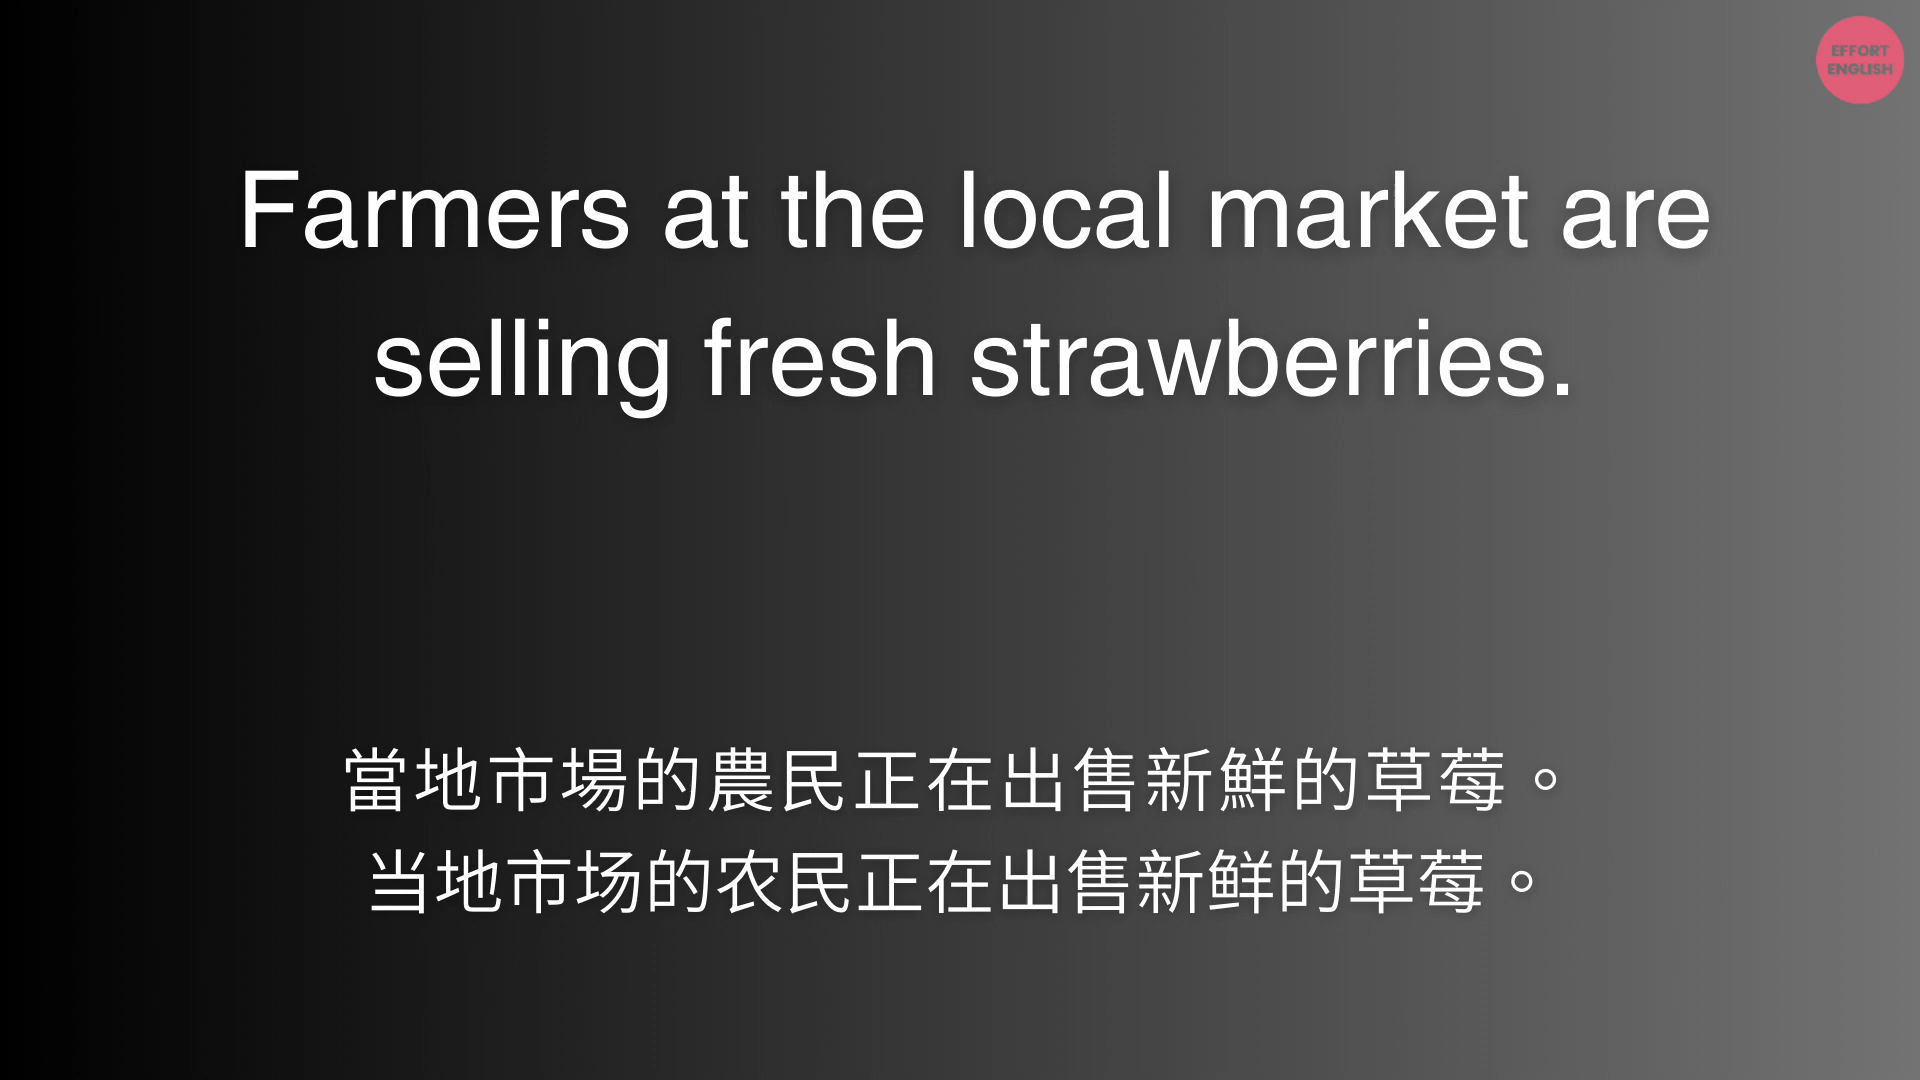 EFFORT
ENGLISH
Farmers at the local market are
selling fresh strawberries.
當地市場的農民正在出售新鮮的草莓。
当地市场的农民正在出售新鲜的草莓。